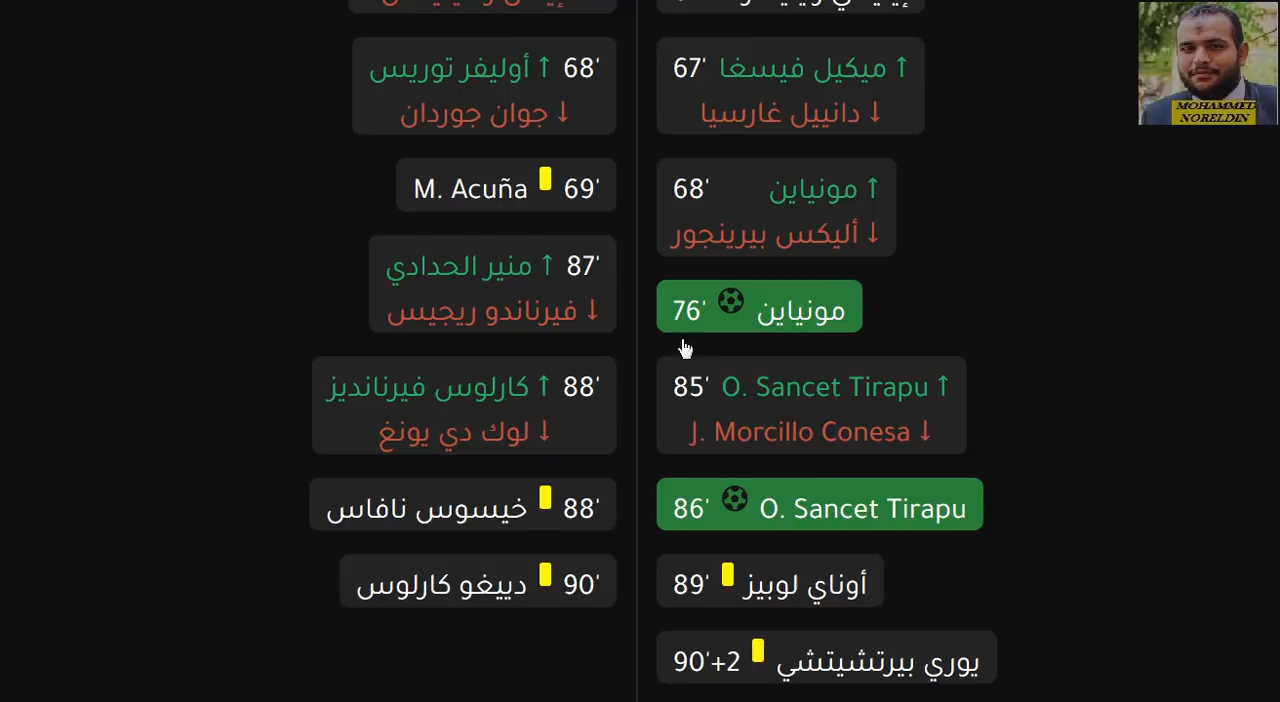 68' ↑ أوليفر توريس
↓ جوان جوردان
69' M. Acuña
87' ↑ منير الحدادي
↓ فيرناندو ريجيس
88' ↑ كارلوس فيرنانديز
↓ لوك دي يونغ
88' خيسوس نافاس
90' دييغو كارلوس
↑ ميكيل فيسغا 67'
↓ دانييل غارسيا
↑ مونياين 68'
↓ أليكس بيرينجور
مونياين 76'
85' O. Sancet Tirapu ↑
J. Morcillo Conesa ↓
86' O. Sancet Tirapu
أوناي لوبيز 89'
يوري بيرتشيتشي 90'+2
MOHAMMED
NORELDIN